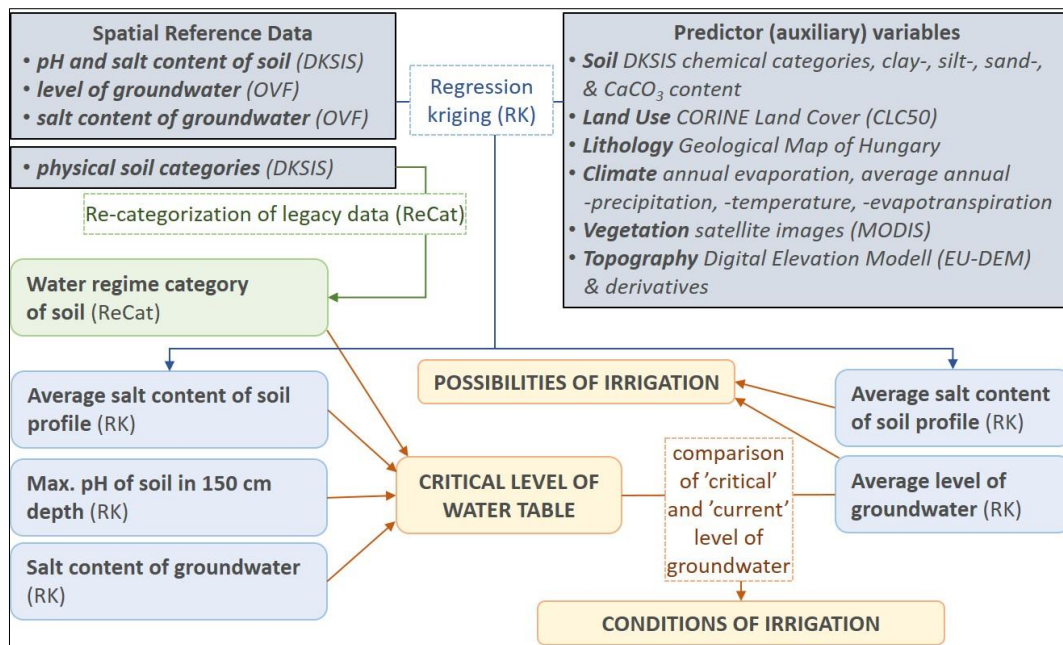 Spatial Reference Data
• pH and salt content of soil (DKSIS)
• level of groundwater (OVF)
• salt content of groundwater (OVF)
• physical soil categories (DKSIS)
Regression
kriging (RK)
Predictor (auxiliary) variables
• Soil DKSIS chemical categories, clay-, silt-, sand-,
& CaCO3 content
• Land Use CORINE Land Cover (CLC50)
• Lithology Geological Map of Hungary
• Climate annual evaporation, average annual
-precipitation, -temperature, -evapotranspiration
• Vegetation satellite images (MODIS)
• Topography Digital Elevation Modell (EU-DEM)
& derivatives
Re-categorization of legacy data (ReCat)
Water regime category
of soil (ReCat)
Average salt content of soil
profile (RK)
Max. pH of soil in 150 cm
depth (RK)
Salt content of groundwater
(RK)
POSSIBILITIES OF IRRIGATION
CRITICAL LEVEL OF
WATER TABLE
comparison
of ’critical’
and ’current’
level of
groundwater
Average salt content
of soil profile (RK)
Average level of
groundwater (RK)
CONDITIONS OF IRRIGATION